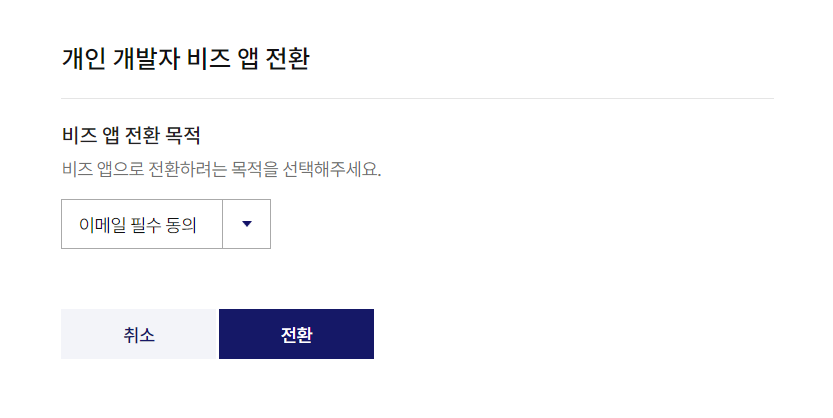 개인 개발자 비즈 앱 전환
비즈 앱 전환 목적
비즈 앱으로 전환하려는 목적을 선택해주세요.
이메일 필수 동의
취소 전환